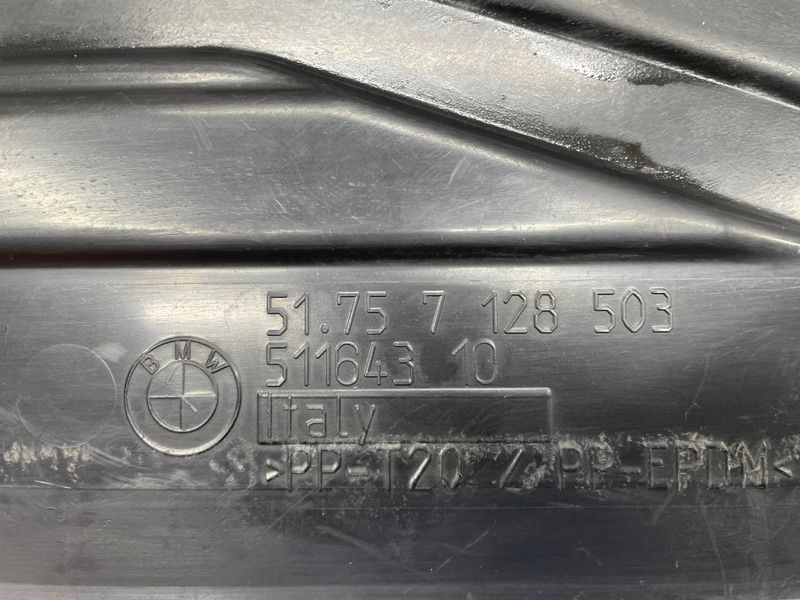 51.75 7 128 503
511643 10
BMW
Italy
>PP-T20 / PP-EPDM<